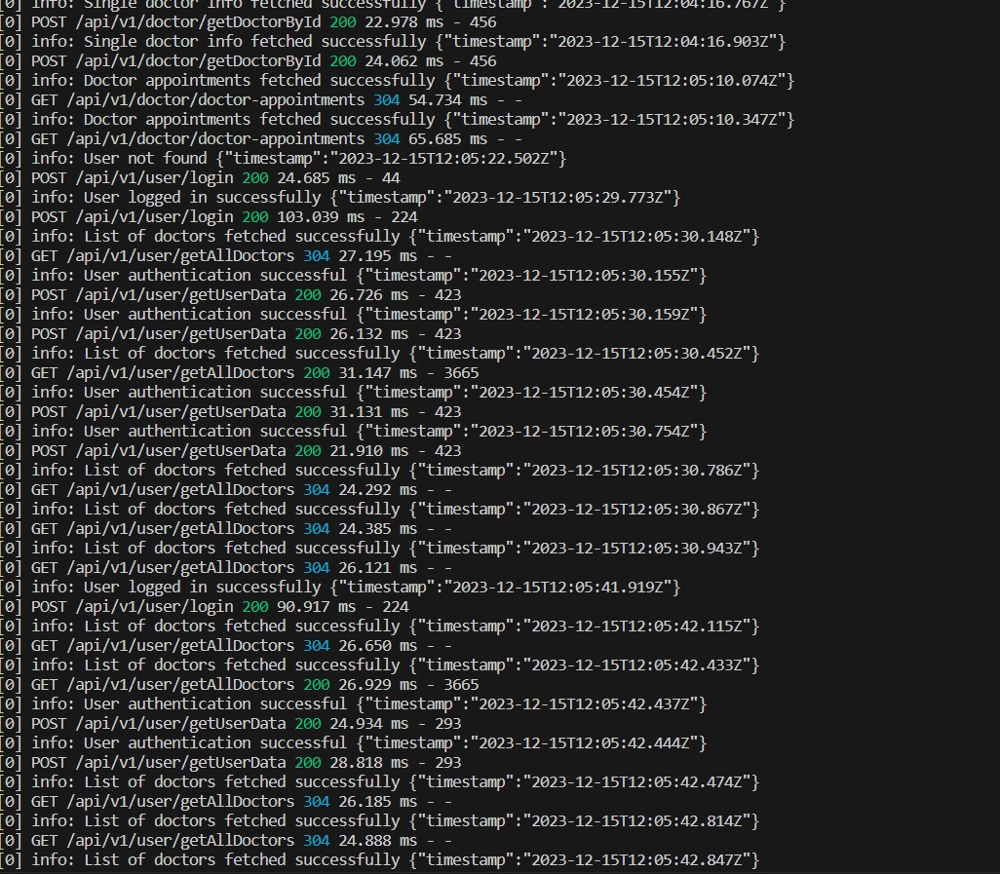 [0] info: Single doctor info fetched successfully {"timestamp":"2023-12-15T12:04:16.767Z"}
[0] POST /api/v1/doctor/getDoctorById 200 22.978 ms - 456
[0] info: Single doctor info fetched successfully {"timestamp":"2023-12-15T12:04:16.903Z"}
[0] POST /api/v1/doctor/getDoctorById 200 24.062 ms - 456
[0] info: Doctor appointments fetched successfully {"timestamp":"2023-12-15T12:05:10.074Z"}
[0] GET /api/v1/doctor/doctor-appointments 304 54.734 ms - -
[0] info: Doctor appointments fetched successfully {"timestamp":"2023-12-15T12:05:10.347Z"}
[0] GET /api/v1/doctor/doctor-appointments 304 65.685 ms - -
[0] info: User not found {"timestamp":"2023-12-15T12:05:22.502Z"}
[0] POST /api/v1/user/login 200 24.685 ms - 44
[0] info: User logged in successfully {"timestamp":"2023-12-15T12:05:29.773Z"}
[0] POST /api/v1/user/login 200 103.039 ms - 224
[0] info: List of doctors fetched successfully {"timestamp":"2023-12-15T12:05:30.148Z"}
[0] GET /api/v1/user/getAllDoctors 304 27.195 ms - -
[0] info: User authentication successful {"timestamp":"2023-12-15T12:05:30.155Z"}
[0] POST /api/v1/user/getUserData 200 26.726 ms - 423
[0] info: User authentication successful {"timestamp":"2023-12-15T12:05:30.159Z"}
[0] POST /api/v1/user/getUserData 200 26.132 ms - 423
[0] info: List of doctors fetched successfully {"timestamp":"2023-12-15T12:05:30.452Z"}
[0] GET /api/v1/user/getAllDoctors 200 31.147 ms - 3665
[0] info: User authentication successful {"timestamp":"2023-12-15T12:05:30.454Z"}
[0] POST /api/v1/user/getUserData 200 31.131 ms - 423
[0] info: User authentication successful {"timestamp":"2023-12-15T12:05:30.754Z"}
[0] POST /api/v1/user/getUserData 200 21.910 ms - 423
[0] info: List of doctors fetched successfully {"timestamp":"2023-12-15T12:05:30.786Z"}
[0] GET /api/v1/user/getAllDoctors 304 24.292 ms - -
[0] info: List of doctors fetched successfully {"timestamp":"2023-12-15T12:05:30.867Z"}
[0] GET /api/v1/user/getAllDoctors 304 24.385 ms - -
[0] info: List of doctors fetched successfully {"timestamp":"2023-12-15T12:05:30.943Z"}
[0] GET /api/v1/user/getAllDoctors 304 26.121 ms - -
[0] info: User logged in successfully {"timestamp":"2023-12-15T12:05:41.919Z"}
[0] POST /api/v1/user/login 200 90.917 ms - 224
[0] info: List of doctors fetched successfully {"timestamp":"2023-12-15T12:05:42.115Z"}
[0] GET /api/v1/user/getAllDoctors 304 26.650 ms - -
[0] info: List of doctors fetched successfully {"timestamp":"2023-12-15T12:05:42.433Z"}
[0] GET /api/v1/user/getAllDoctors 200 26.929 ms - 3665
[0] info: User authentication successful {"timestamp":"2023-12-15T12:05:42.437Z"}
[0] POST /api/v1/user/getUserData 200 24.934 ms - 293
[0] info: User authentication successful {"timestamp":"2023-12-15T12:05:42.444Z"}
[0] POST /api/v1/user/getUserData 200 28.818 ms - 293
[0] info: List of doctors fetched successfully {"timestamp":"2023-12-15T12:05:42.474Z"}
[0] GET /api/v1/user/getAllDoctors 304 26.185 ms - -
[0] info: List of doctors fetched successfully {"timestamp":"2023-12-15T12:05:42.814Z"}
[0] GET /api/v1/user/getAllDoctors 304 24.888 ms - -
[0] info: List of doctors fetched successfully {"timestamp":"2023-12-15T12:05:42.847Z"}